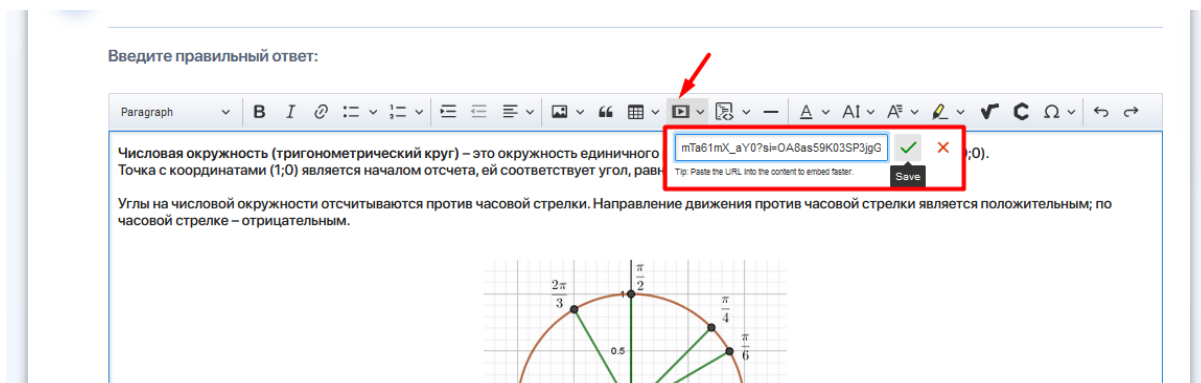 Введите правильный ответ:
Paragraph
mTa61mX_aY0?si=OA8as59K03SP3jgG
Tip: Paste the URL into the content to embed faster.
Save
Числовая окружность (тригонометрический круг) – это окружность единичного ;0).
Точка с координатами (1;0) является началом отсчета, ей соответствует угол, равн
Углы на числовой окружности отсчитываются против часовой стрелки. Направление движения против часовой стрелки является положительным; по
часовой стрелке – отрицательным.
π/2
2π/3
1
π/4
π/6
0.5